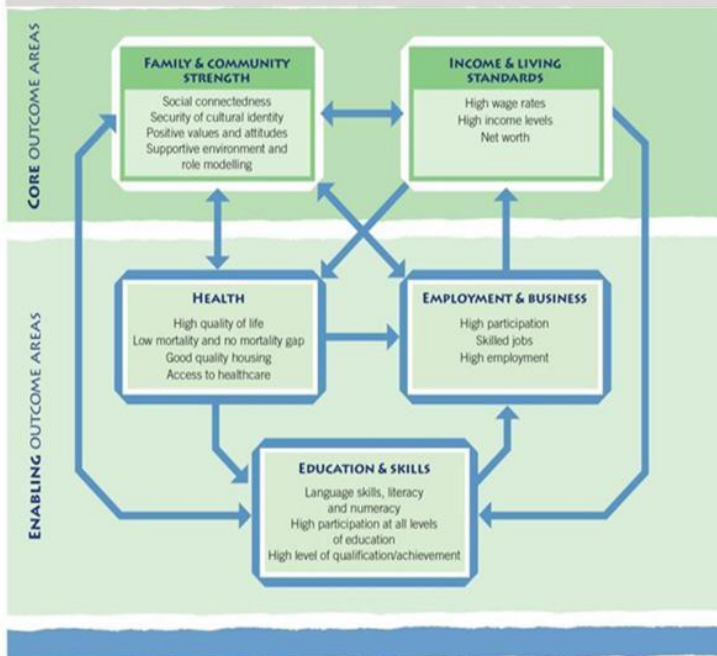 CORE OUTCOME AREAS
FAMILY & COMMUNITY
STRENGTH
Social connectedness
Security of cultural identity
Positive values and attitudes
Supportive environment and
role modelling
INCOME & LIVING
STANDARDS
High wage rates
High income levels
Net worth
ENABLING OUTCOME AREAS
HEALTH
High quality of life
Low mortality and no mortality gap
Good quality housing
Access to healthcare
EMPLOYMENT & BUSINESS
High participation
Skilled jobs
High employment
EDUCATION & SKILLS
Language skills, literacy
and numeracy
High participation at all levels
of education
High level of qualification/achievement